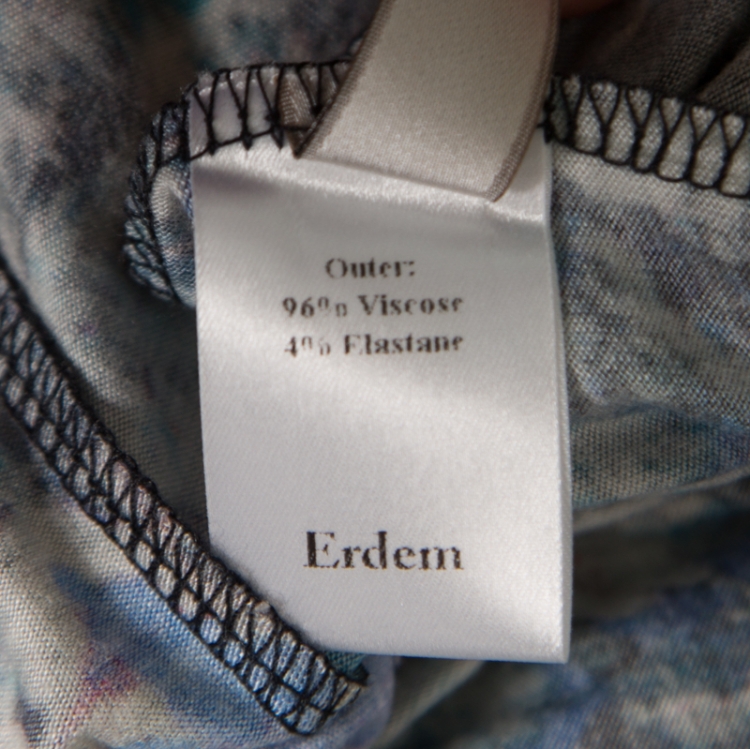 Outer:
96% Viscose
4% Elastane
Erdem